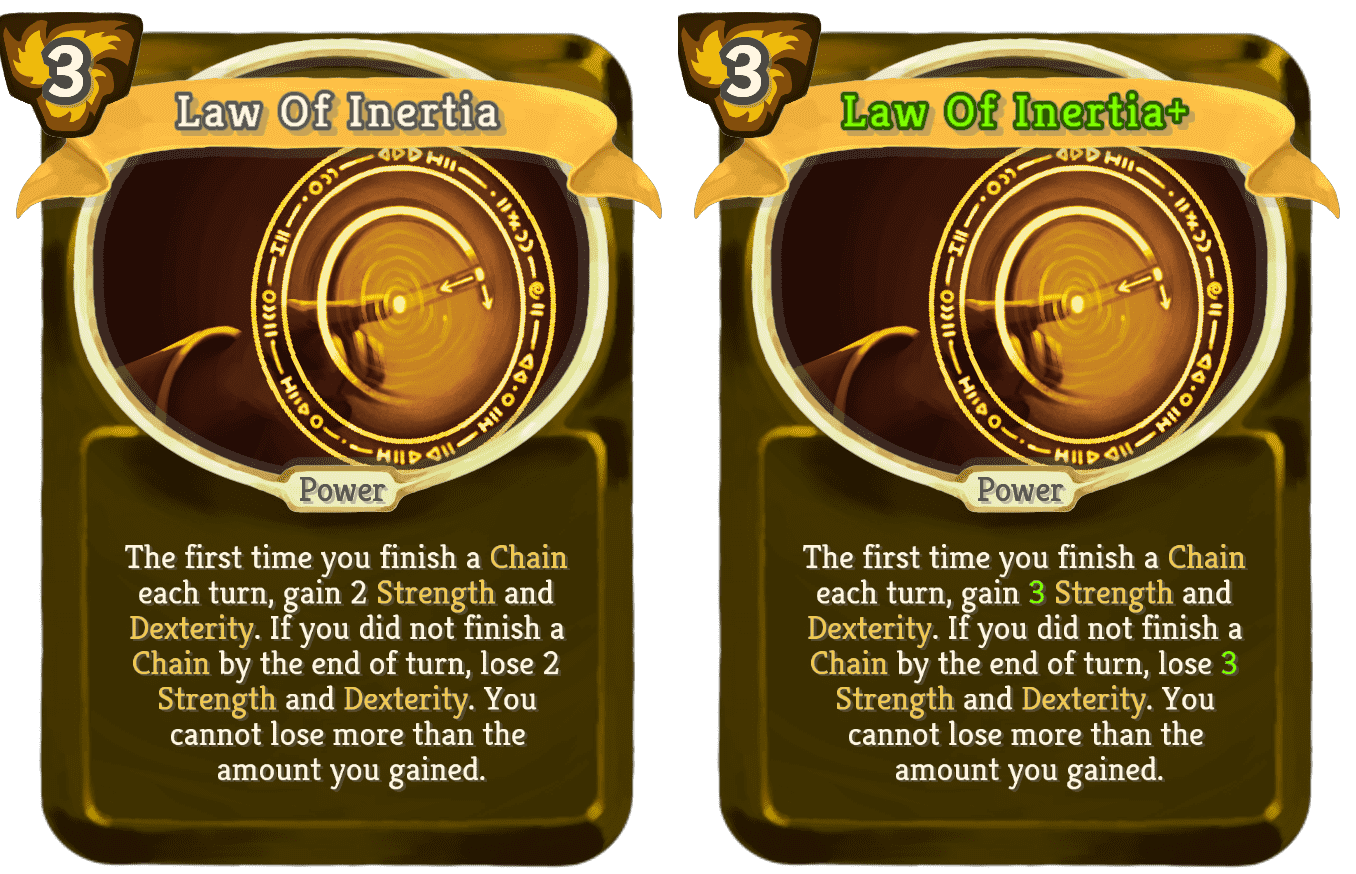 3
Law Of Inertia
Power
The first time you finish a Chain
each turn, gain 2 Strength and
Dexterity. If you did not finish a
Chain by the end of turn, lose 2
Strength and Dexterity. You
cannot lose more than the
amount you gained.
3
Law Of Inertia+
Power
The first time you finish a Chain
each turn, gain 3 Strength and
Dexterity. If you did not finish a
Chain by the end of turn, lose 3
Strength and Dexterity. You
cannot lose more than the
amount you gained.